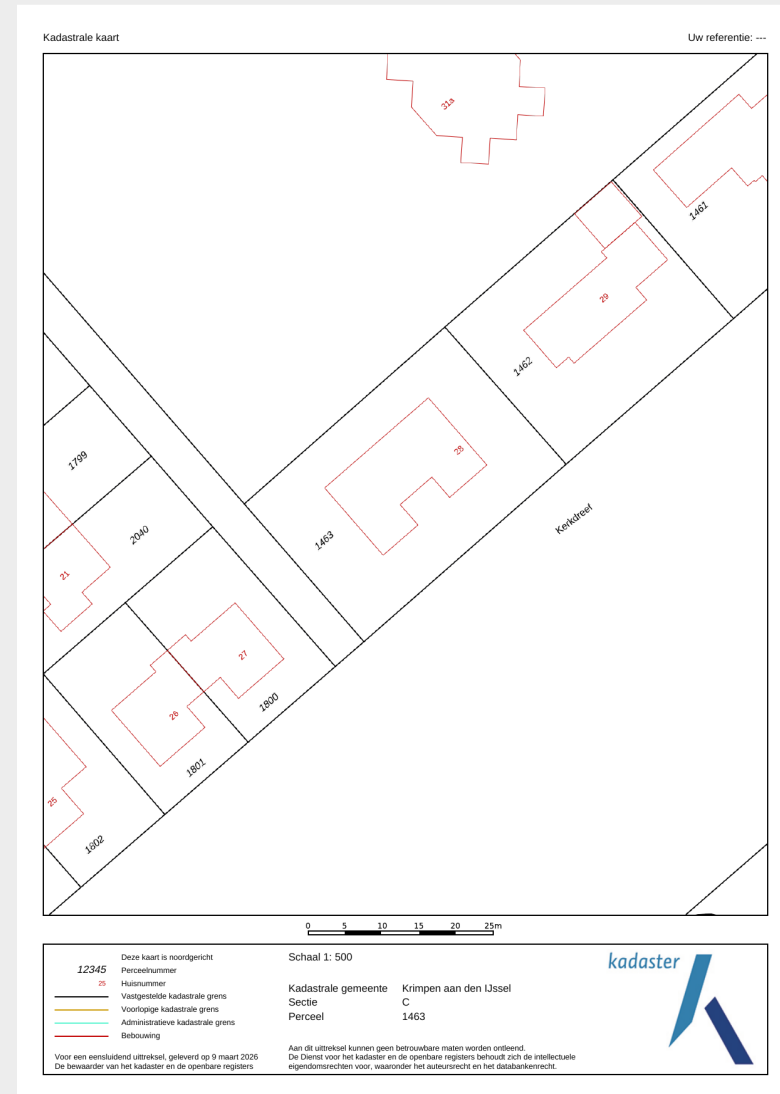 Kadastrale kaart
Uw referentie: ---
31a
1461
29
1462
28
1463
Kerkdreef
1799
2040
21
27
1800
26
1801
25
1802
0 5 10 15 20 25m
Deze kaart is noordgericht
12345 Perceelnummer
25 Huisnummer
Vastgestelde kadastrale grens
Voorlopige kadastrale grens
Administratieve kadastrale grens
Bebouwing
Voor een eensluidend uittreksel, geleverd op 9 maart 2026
De bewaarder van het kadaster en de openbare registers
Schaal 1: 500
Kadastrale gemeente Krimpen aan den IJssel
Sectie C
Perceel 1463
Aan dit uittreksel kunnen geen betrouwbare maten worden ontleend.
De Dienst voor het kadaster en de openbare registers behoudt zich de intellectuele
eigendomsrechten voor, waaronder het auteursrecht en het databankenrecht.
kadaster